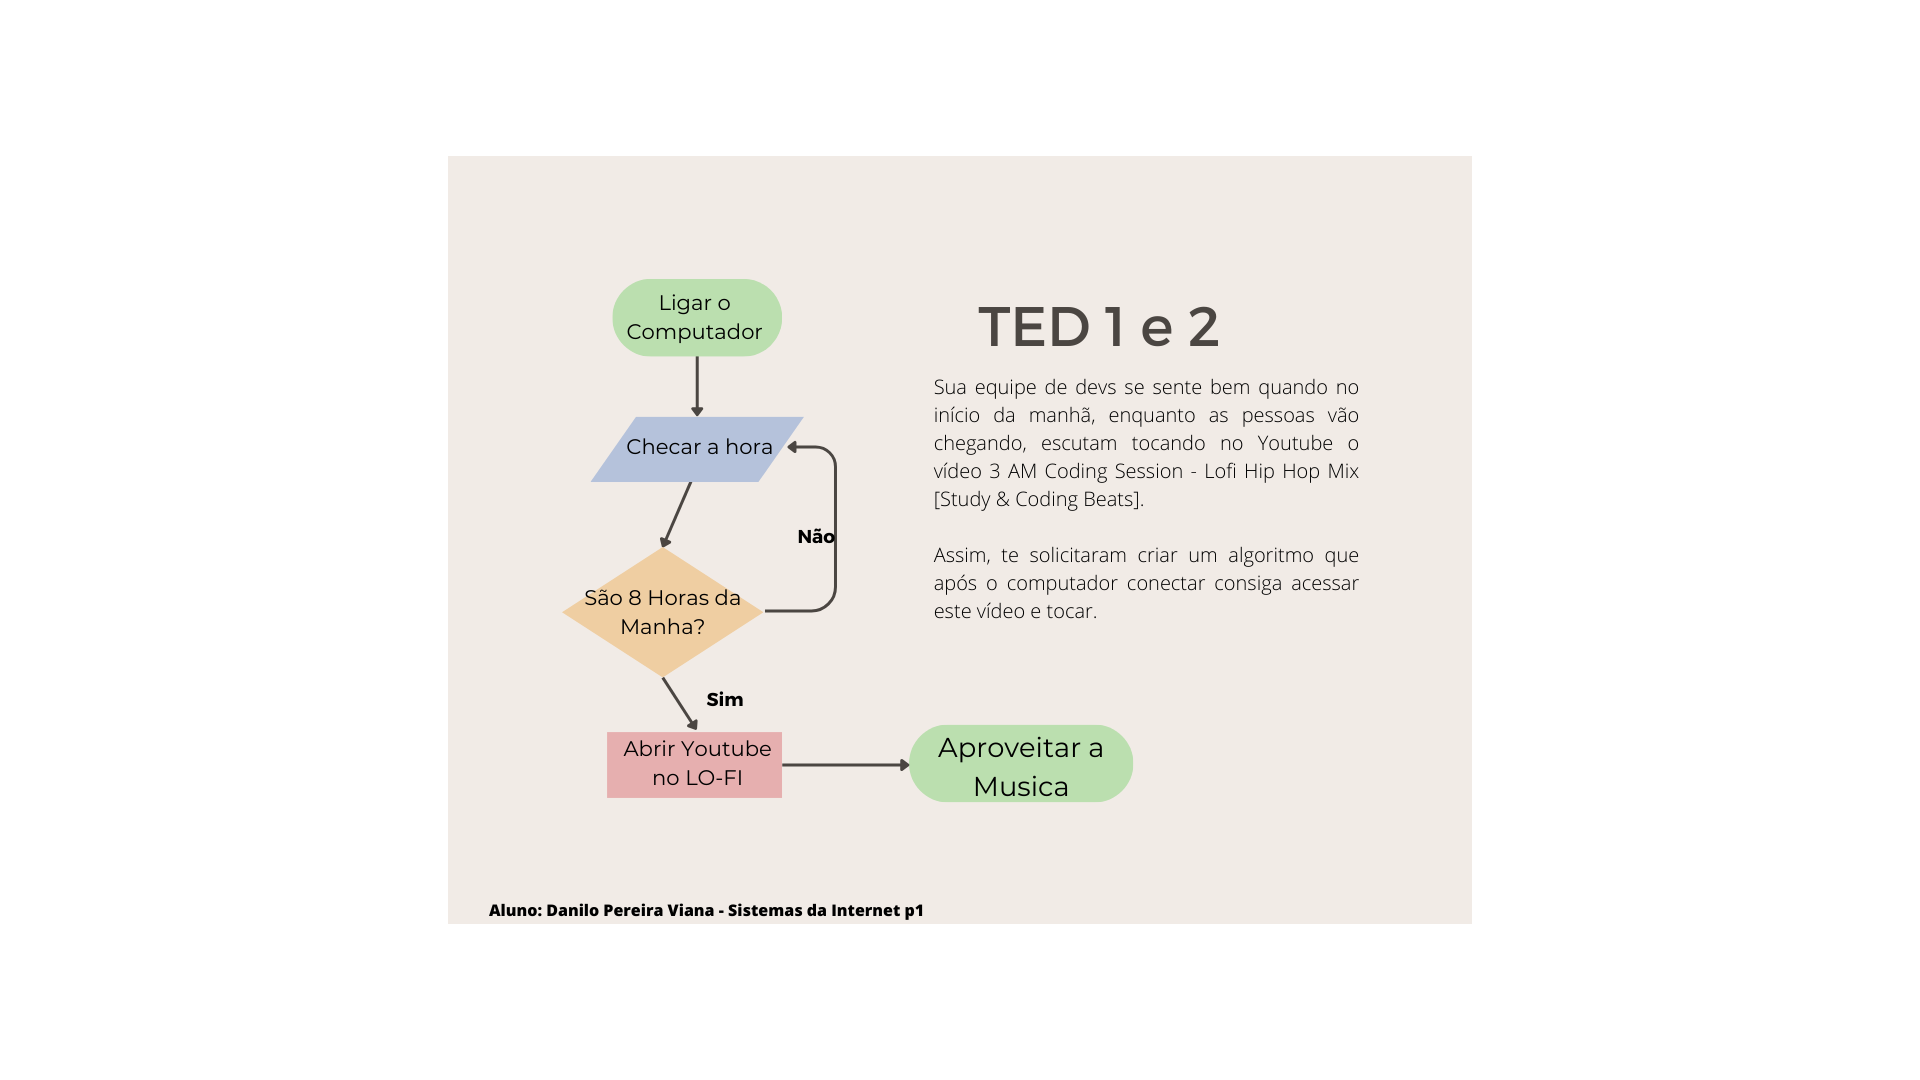 Ligar o
Computador
Checar a hora
Não
São 8 Horas da
Manha?
Sim
Abrir Youtube
no LO-FI
Aproveitar a
Musica
TED 1 e 2
Sua equipe de devs se sente bem quando no
início da manhã, enquanto as pessoas vão
chegando, escutam tocando no Youtube o
vídeo 3 AM Coding Session - Lofi Hip Hop Mix
[Study & Coding Beats].
Assim, te solicitaram criar um algoritmo que
após o computador conectar consiga acessar
este vídeo e tocar.
Aluno: Danilo Pereira Viana - Sistemas da Internet p1